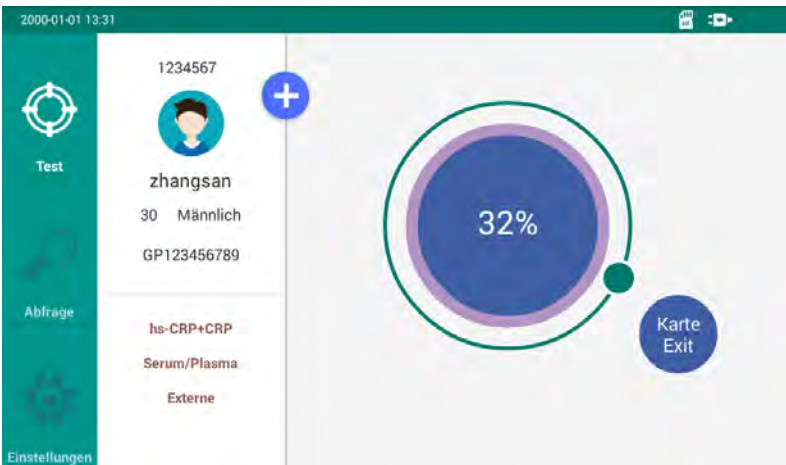 2000-01-01 13:31
Test
Abfrage
Einstellungen
1234567
zhangsan
30 Männlich
GP123456789
hs-CRP+CRP
Serum/Plasma
Externe
32%
Karte
Exit